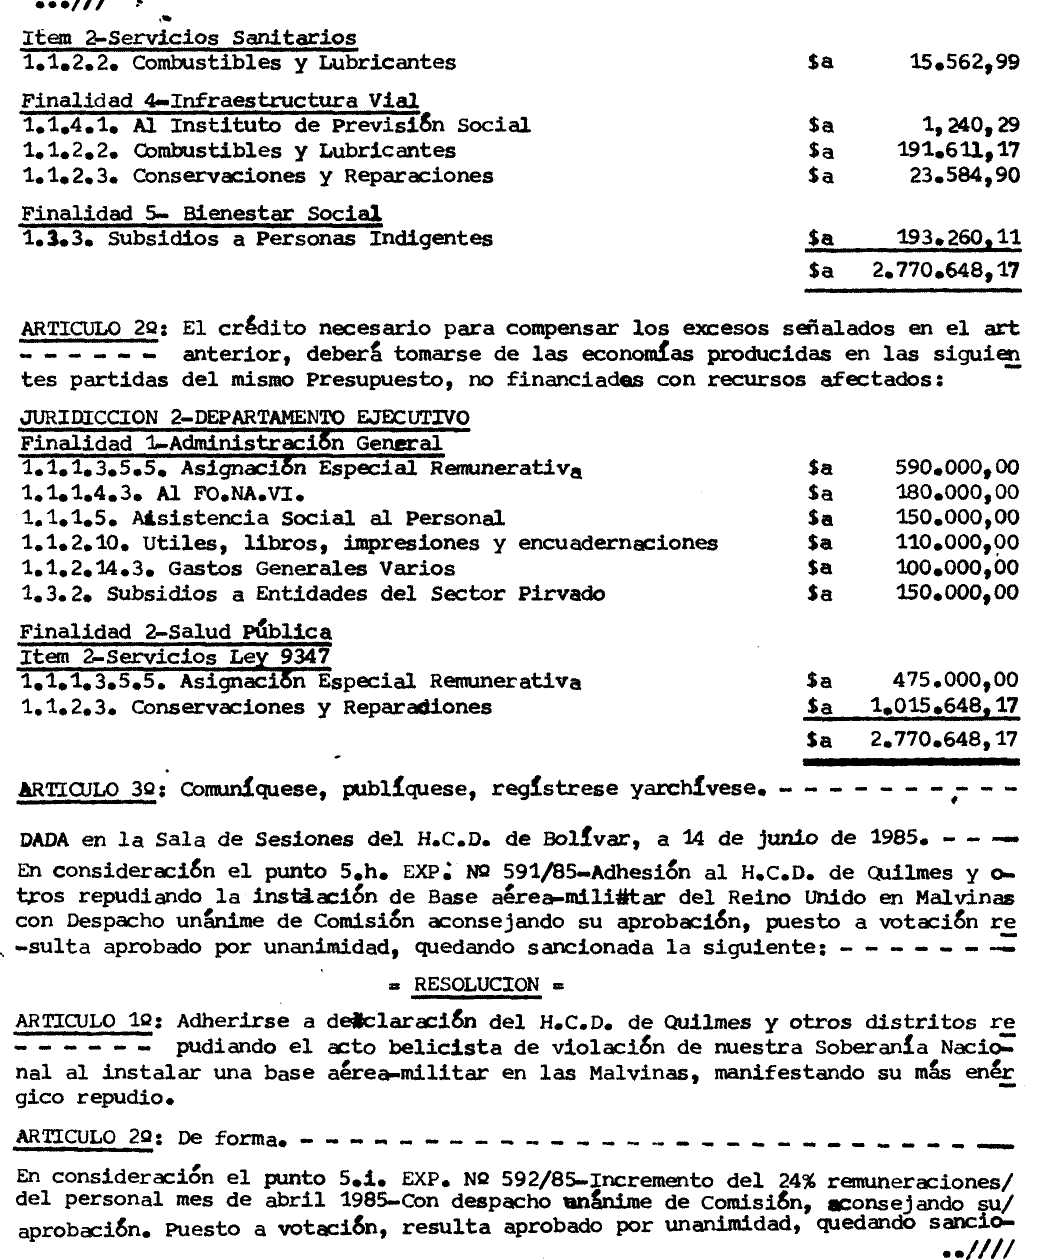 ...///
Item 2-Servicios Sanitarios
1.1.2.2. Combustibles y Lubricantes $a 15.562,99
Finalidad 4-Infraestructura Vial
1.1.4.1. Al Instituto de Previsión Social $a 1,240,29
1.1.2.2. Combustibles y Lubricantes $a 191.611,17
1.1.2.3. Conservaciones y Reparaciones $a 23.584,90
Finalidad 5- Bienestar Social
1.3.3. Subsidios a Personas Indigentes $a 193.260,11
$a 2.770.648,17
ARTICULO 2º: El crédito necesario para compensar los excesos señalados en el art
- - - - - - anterior, deberá tomarse de las economías producidas en las siguien
tes partidas del mismo Presupuesto, no financiadas con recursos afectados:
JURIDICCION 2-DEPARTAMENTO EJECUTIVO
Finalidad 1-Administración General
1.1.1.3.5.5. Asignación Especial Remunerativa $a 590.000,00
1.1.1.4.3. Al FO.NA.VI. $a 180.000,00
1.1.1.5. Asistencia Social al Personal $a 150.000,00
1.1.2.10. Utiles, libros, impresiones y encuadernaciones $a 110.000,00
1.1.2.14.3. Gastos Generales Varios $a 100.000,00
1.3.2. Subsidios a Entidades del Sector Pirvado $a 150.000,00
Finalidad 2-Salud Pública
Item 2-Servicios Ley 9347
1.1.1.3.5.5. Asignación Especial Remunerativa $a 475.000,00
1.1.2.3. Conservaciones y Reparadiones $a 1.015.648,17
$a 2.770.648,17
ARTICULO 3º: Comuníquese, publíquese, regístrese yarchívese. - - - - - - - - - -
DADA en la Sala de Sesiones del H.C.D. de Bolívar, a 14 de junio de 1985. - - -
En consideración el punto 5.h. EXP. Nº 591/85-Adhesión al H.C.D. de Quilmes y o-
tros repudiando la instalación de Base aérea-militar del Reino Unido en Malvinas
con Despacho unánime de Comisión aconsejando su aprobación, puesto a votación re
-sulta aprobado por unanimidad, quedando sancionada la siguiente: - - - - - - -
= RESOLUCION =
ARTICULO 1º: Adherirse a declaración del H.C.D. de Quilmes y otros distritos re
- - - - - - pudiando el acto belicista de violación de nuestra Soberanía Nacio-
nal al instalar una base aérea-militar en las Malvinas, manifestando su más enér
gico repudio.
ARTICULO 2º: De forma. - - - - - - - - - - - - - - - - - - - - - - - - - - - - -
En consideración el punto 5.i. EXP. Nº 592/85-Incremento del 24% remuneraciones/
del personal mes de abril 1985-Con despacho unánime de Comisión, aconsejando su/
aprobación. Puesto a votación, resulta aprobado por unanimidad, quedando sancio-
..////